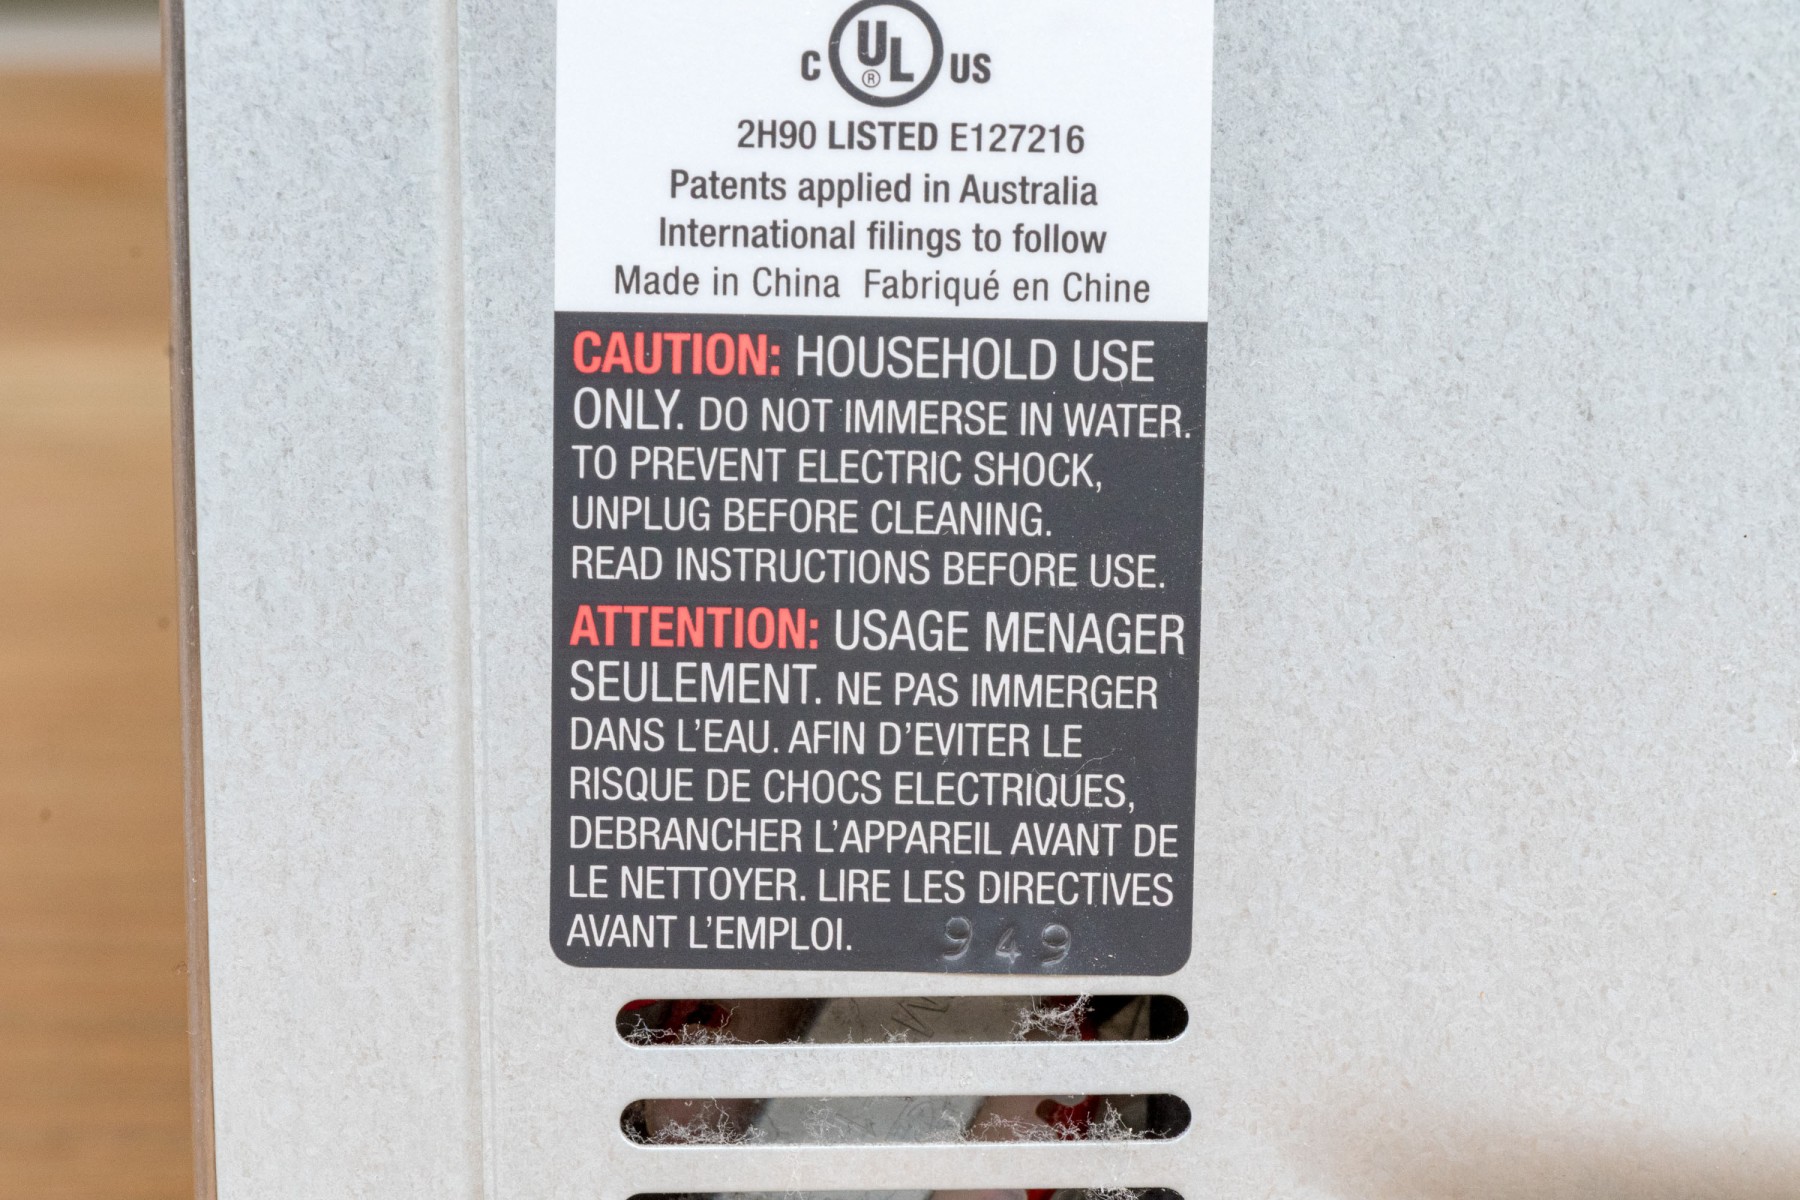 C UL® US
2H90 LISTED E127216
Patents applied in Australia
International filings to follow
Made in China Fabriqué en Chine
CAUTION: HOUSEHOLD USE
ONLY. DO NOT IMMERSE IN WATER.
TO PREVENT ELECTRIC SHOCK,
UNPLUG BEFORE CLEANING.
READ INSTRUCTIONS BEFORE USE.
ATTENTION: USAGE MENAGER
SEULEMENT. NE PAS IMMERGER
DANS L'EAU. AFIN D'EVITER LE
RISQUE DE CHOCS ELECTRIQUES,
DEBRANCHER L'APPAREIL AVANT DE
LE NETTOYER. LIRE LES DIRECTIVES
AVANT L'EMPLOI.
949